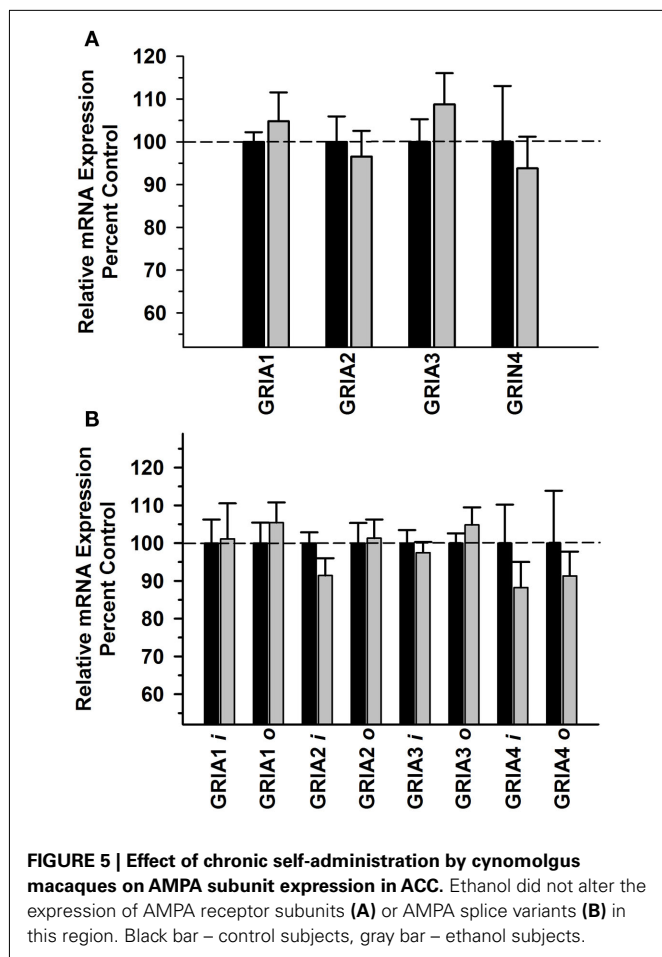 A
Relative mRNA Expression
Percent Control
120
110
100
90
80
70
60
GRIA1
GRIA2
GRIA3
GRIN4
B
Relative mRNA Expression
Percent Control
120
110
100
90
80
70
60
GRIA1 i
GRIA1 o
GRIA2 i
GRIA2 o
GRIA3 i
GRIA3 o
GRIA4 i
GRIA4 o
FIGURE 5 | Effect of chronic self-administration by cynomolgus
macaques on AMPA subunit expression in ACC. Ethanol did not alter the
expression of AMPA receptor subunits (A) or AMPA splice variants (B) in
this region. Black bar – control subjects, gray bar – ethanol subjects.